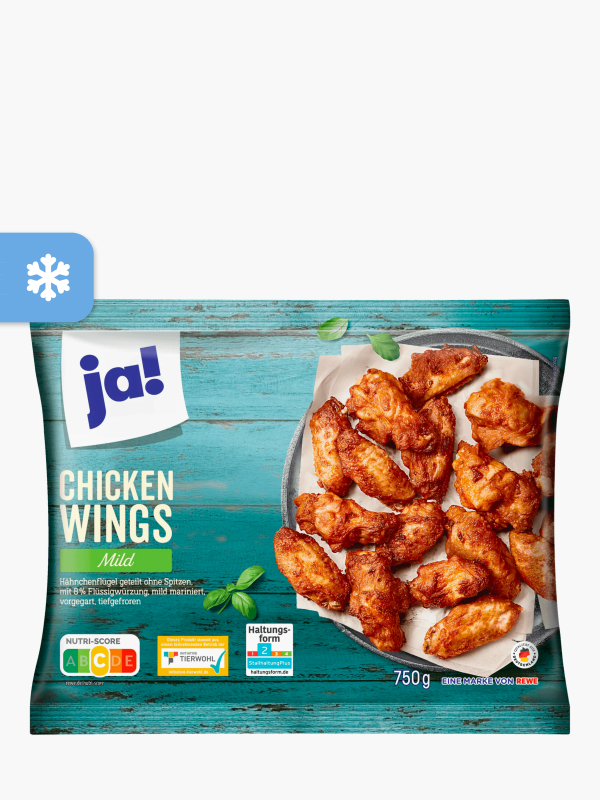 ja!
CHICKEN
WINGS
Mild
Hähnchenflügel geteilt ohne Spitzen,
mit 8% Flüssigwürzung, mild mariniert,
vorgegart, tiefgefroren
NUTRI-SCORE
A B C D E
INITIATIVE
TIERWOHL
Haltungs-
form
2
StallhaltungPlus
haltungsform.de
750g
EINE MARKE VON REWE